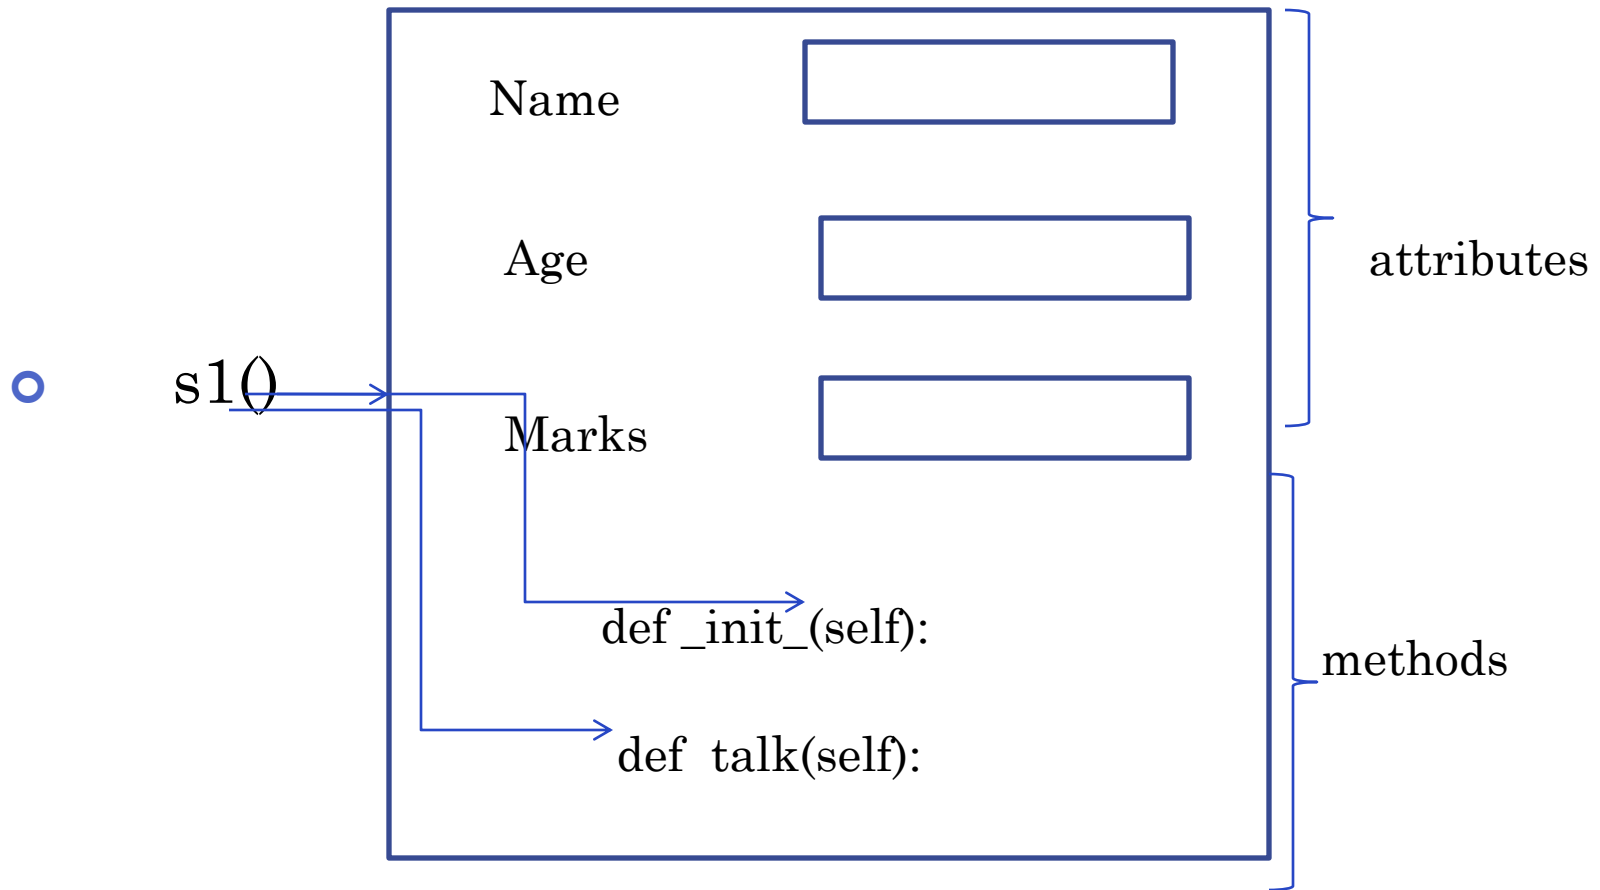 Name
Age
attributes
s1()
Marks
def _init_(self):
methods
def talk(self):